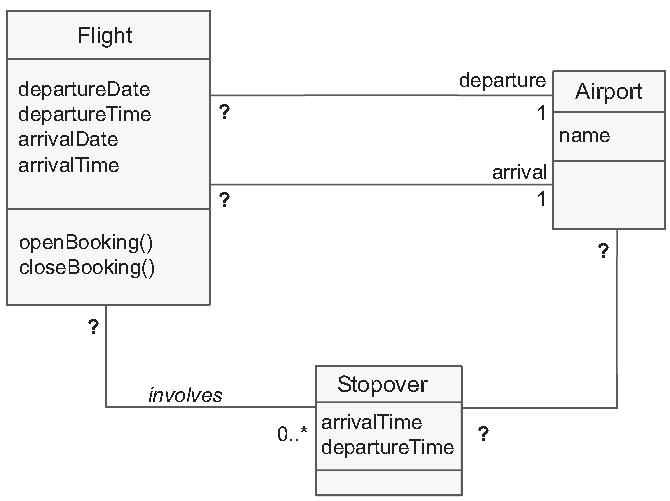 Flight
departureDate
departureTime
arrivalDate
arrivalTime
openBooking()
closeBooking()
departure
?
1
arrival
?
1
Airport
name
?
?
involves
0..*
Stopover
arrivalTime
departureTime
?